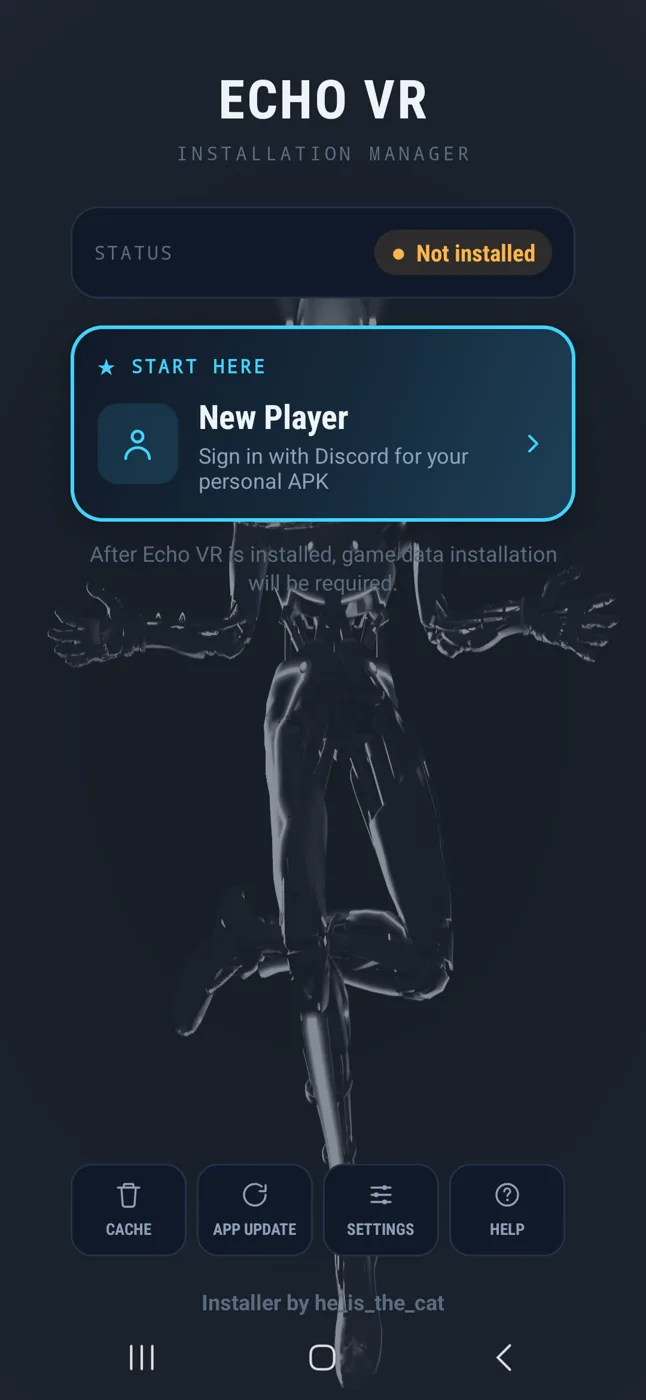 ECHO VR
INSTALLATION MANAGER
STATUS
Not installed
★ START HERE
New Player
Sign in with Discord for your
personal APK
After Echo VR is installed, game data installation
will be required.
CACHE
APP UPDATE
SETTINGS
HELP
Installer by he_is_the_cat